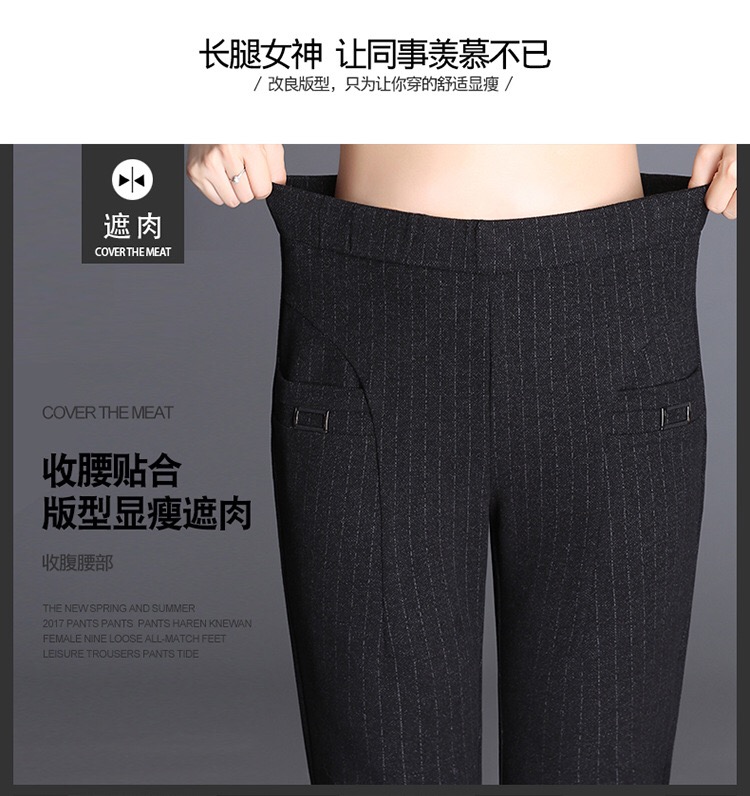 长腿女神 让同事羡慕不已
/ 改良版型，只为让你穿的舒适显瘦 /
遮肉
COVER THE MEAT
COVER THE MEAT
收腰贴合
版型显瘦遮肉
收腹腰部
THE NEW SPRING AND SUMMER
2017 PANTS PANTS PANTS HAREN KNEWAN
FEMALE NINE LOOSE ALL-MATCH FEET
LEISURE TROUSERS PANTS TIDE